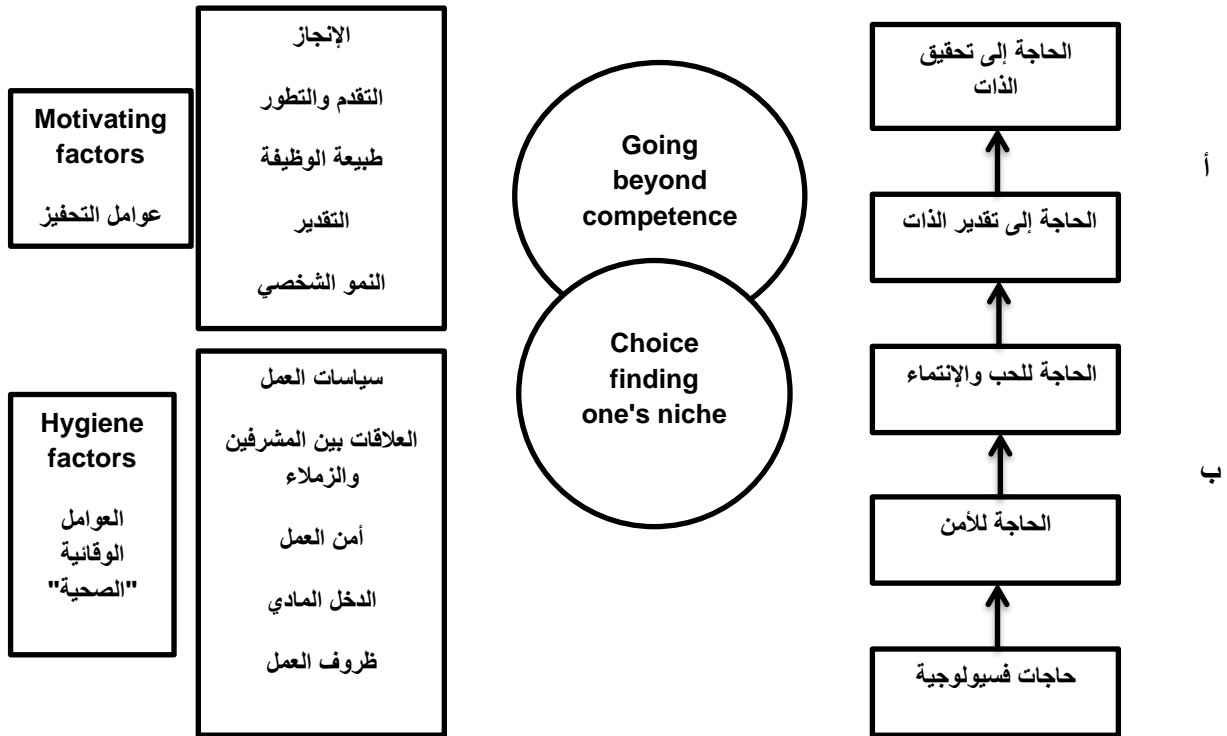 الإنجاز
التقدم والتطور
طبيعة الوظيفة
التقدير
النمو الشخصي
Motivating
factors
عوامل التحفيز
سياسات العمل
العلاقات بين المشرفين
والزملاء
أمن العمل
الدخل المادي
ظروف العمل
Hygiene
factors
العوامل
الوقائية
"الصحية"
Going
beyond
competence
Choice
finding
one's niche
الحاجة إلى تحقيق
الذات
الحاجة إلى تقدير الذات
الحاجة للحب والإنتماء
الحاجة للأمن
حاجات فسيولوجية
أ
ب